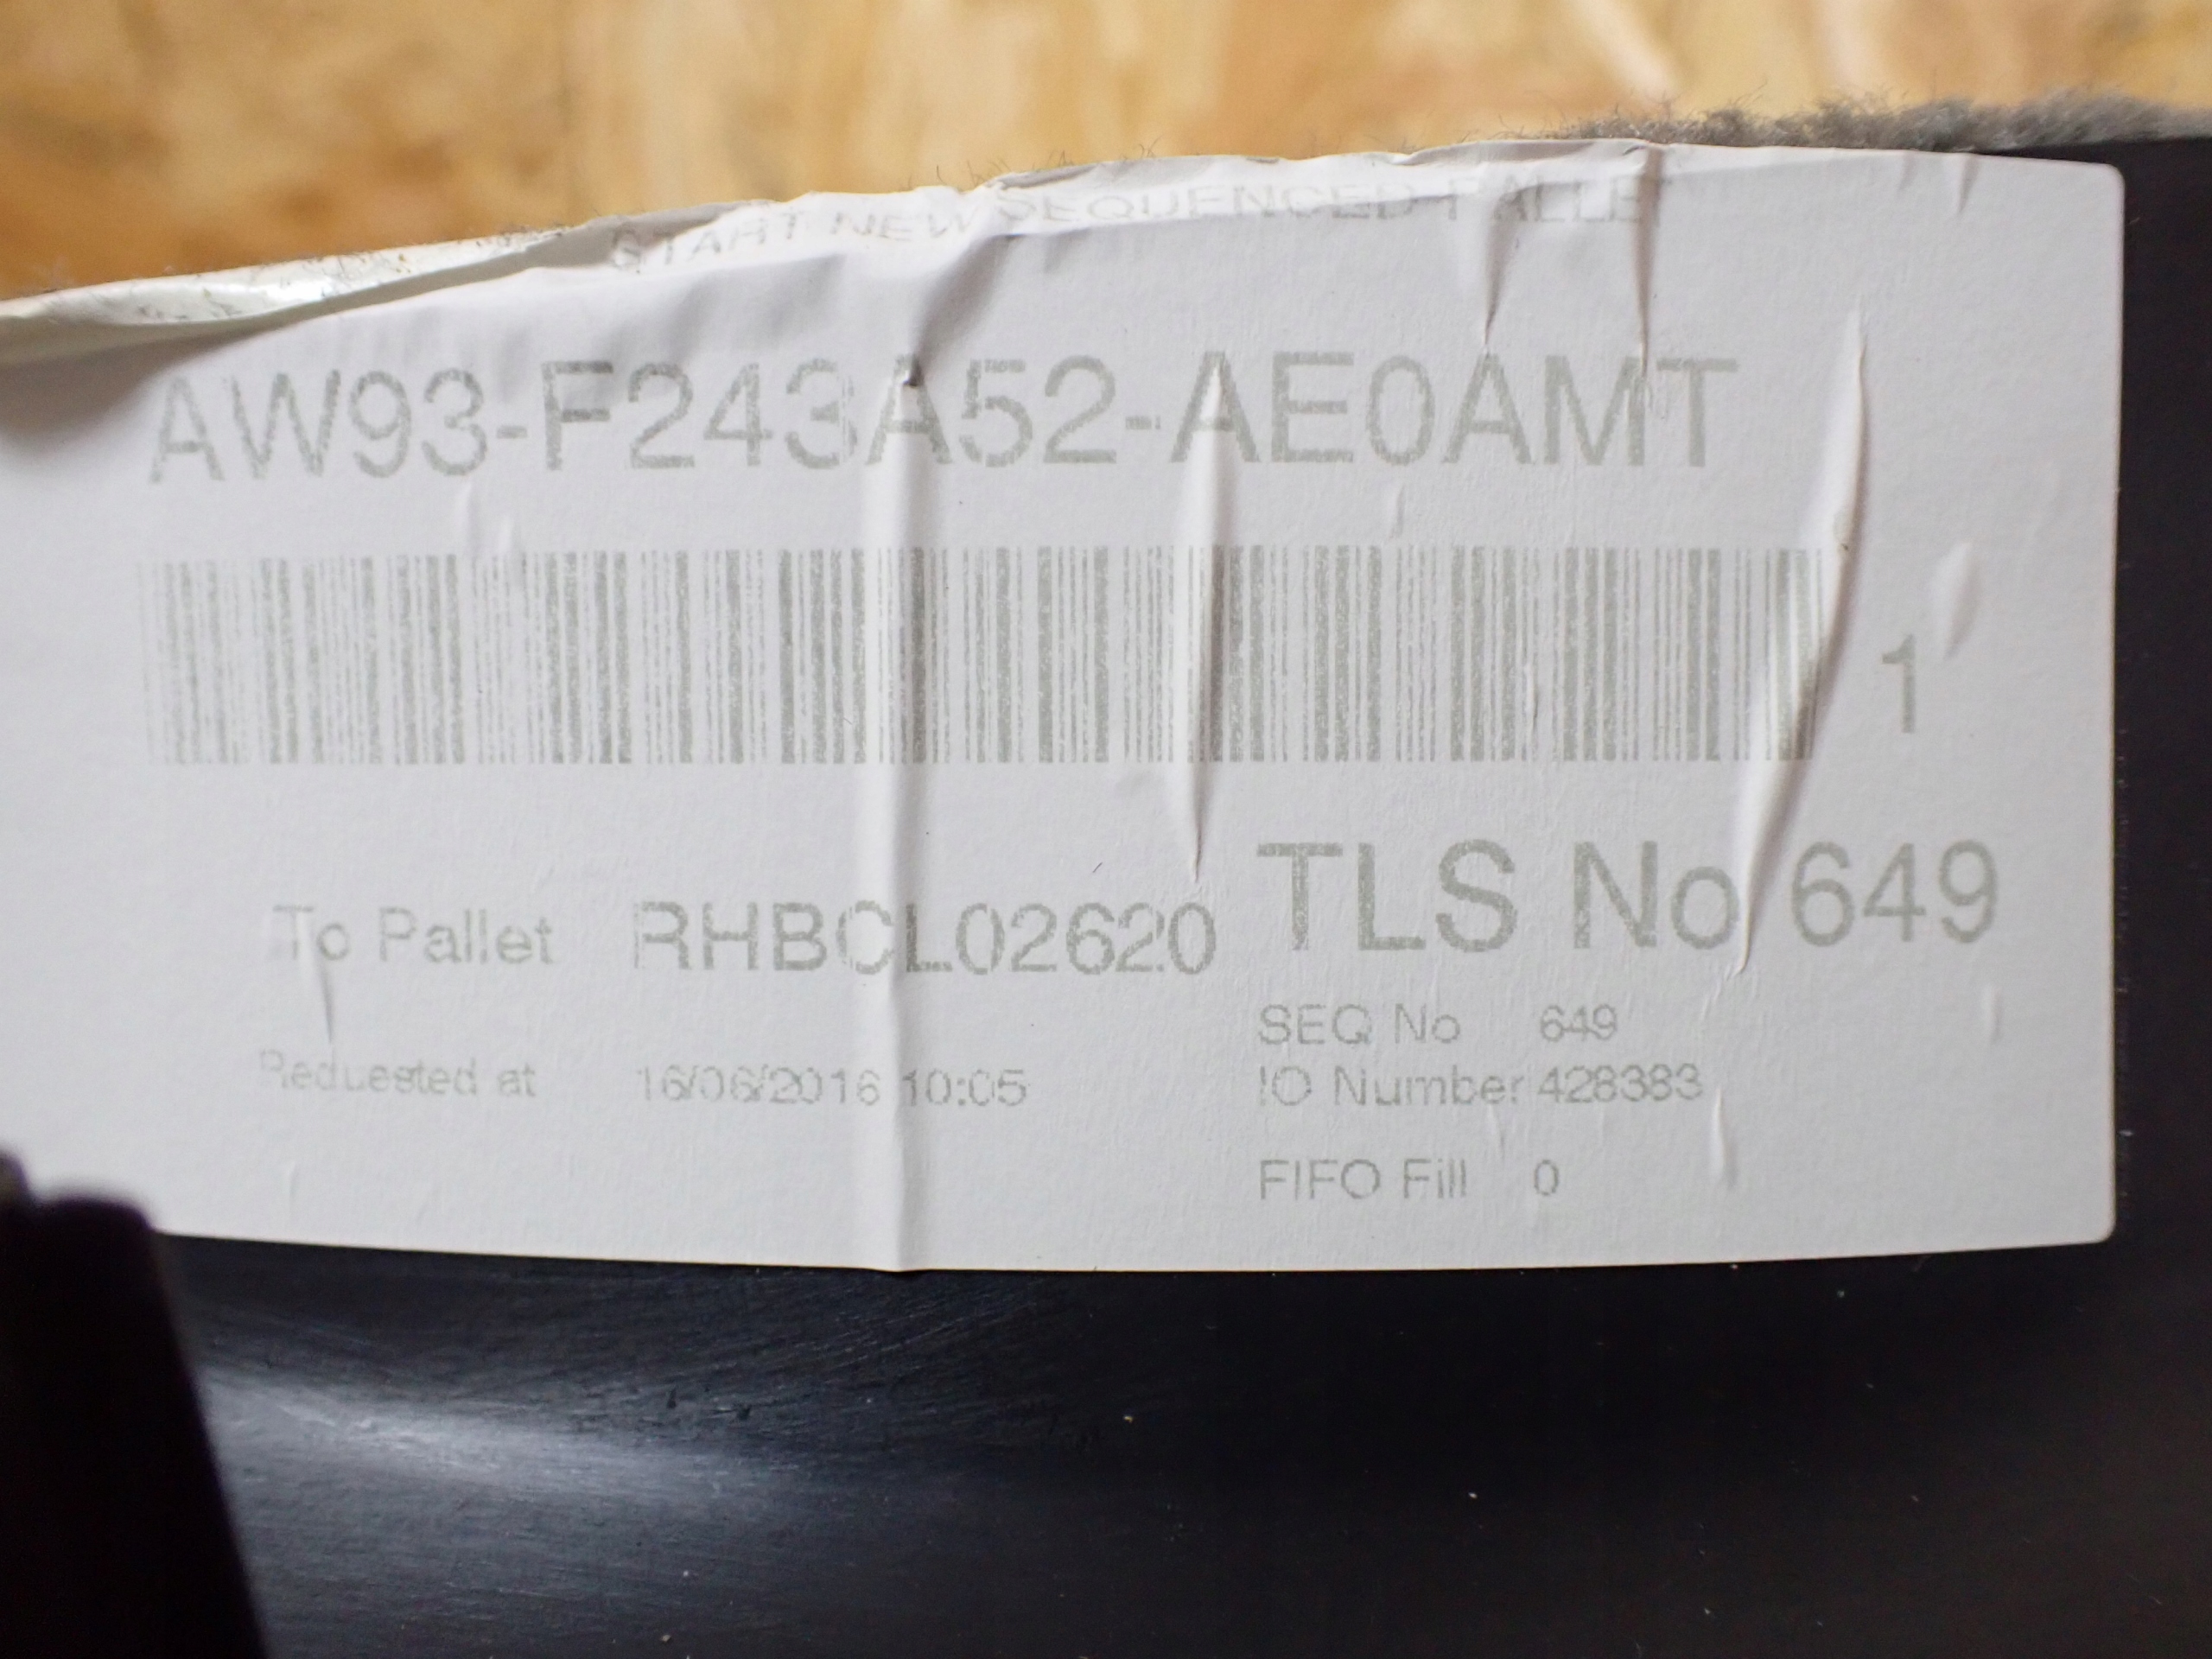 START NEW SEQUENCED PALLET
AW93-F243A52-AE0AMT
1
To Pallet RHBCL02620
TLS No 649
SEQ No 649
Requested at 16/06/2016 10:05
IO Number 428383
FIFO Fill 0